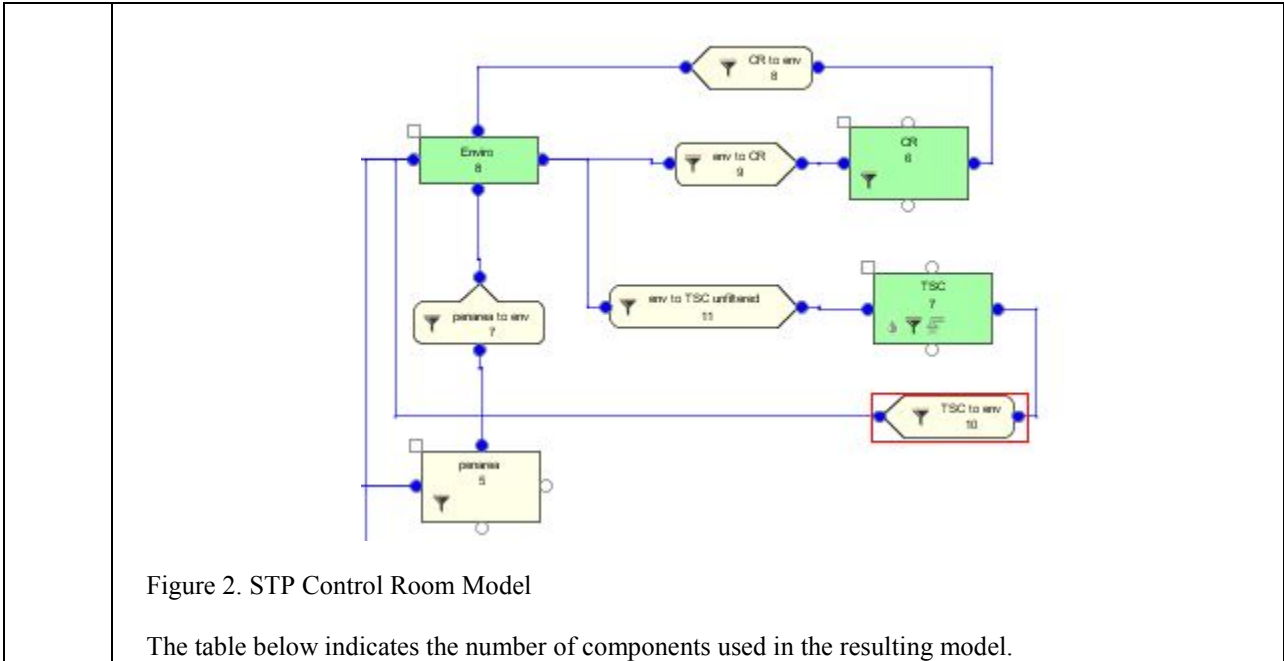 CR to env
8
Enviro
8
env to CR
9
CR
6
env to TSC unfiltered
11
TSC
7
penarea to env
7
TSC to env
10
penarea
5
Figure 2. STP Control Room Model
The table below indicates the number of components used in the resulting model.